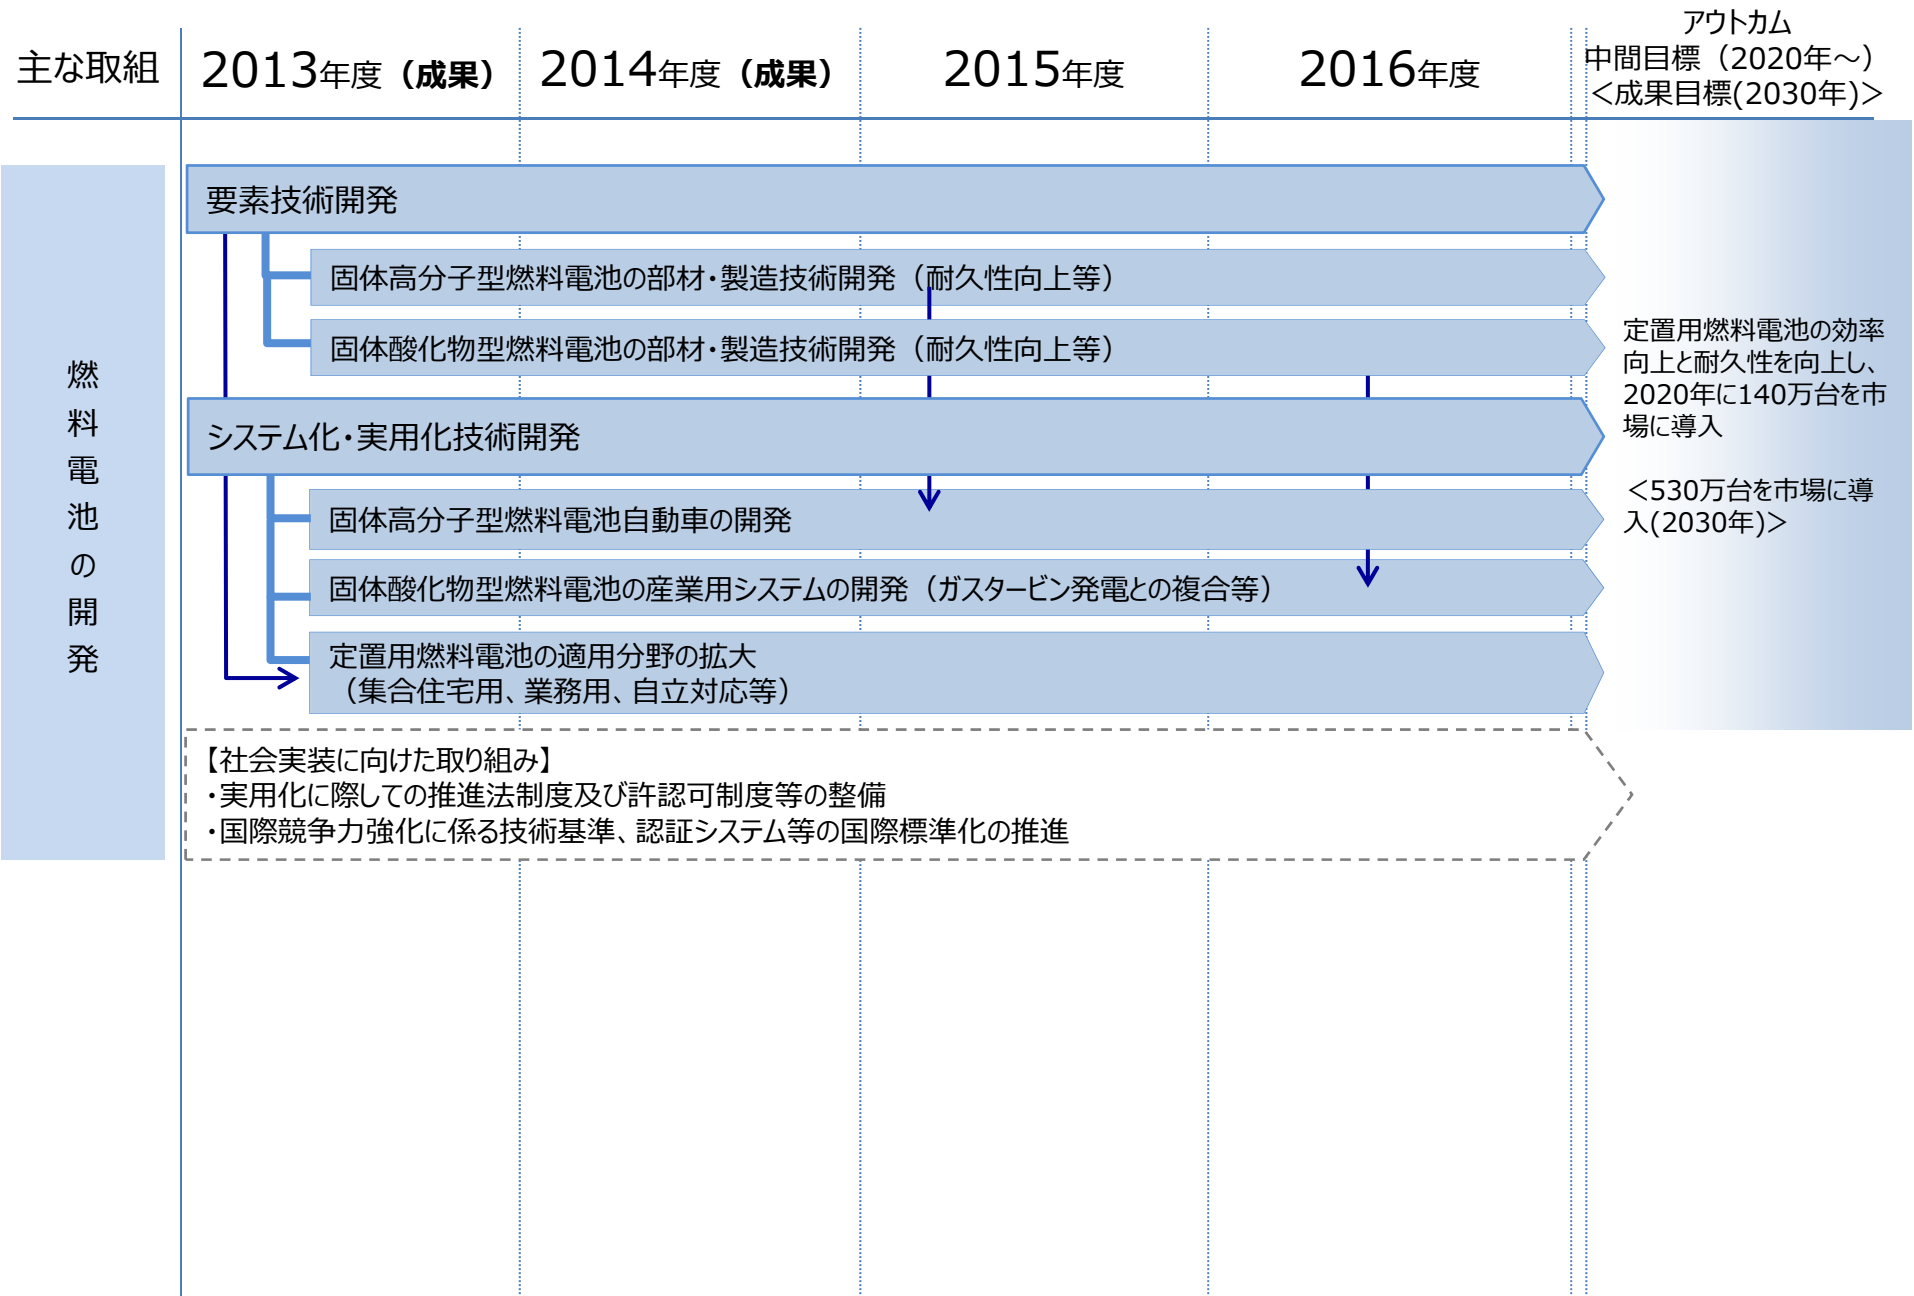 主な取組
2013年度（成果）
2014年度（成果）
2015年度
2016年度
アウトカム
中間目標（2020年～）
＜成果目標(2030年)＞
燃料電池の開発
要素技術開発
固体高分子型燃料電池の部材・製造技術開発（耐久性向上等）
固体酸化物型燃料電池の部材・製造技術開発（耐久性向上等）
システム化・実用化技術開発
固体高分子型燃料電池自動車の開発
固体酸化物型燃料電池の産業用システムの開発（ガスタービン発電との複合等）
定置用燃料電池の適用分野の拡大
（集合住宅用、業務用、自立対応等）
【社会実装に向けた取り組み】
・実用化に際しての推進法制度及び許認可制度等の整備
・国際競争力強化に係る技術基準、認証システム等の国際標準化の推進
定置用燃料電池の効率
向上と耐久性を向上し、
2020年に140万台を市
場に導入
＜530万台を市場に導
入(2030年)＞